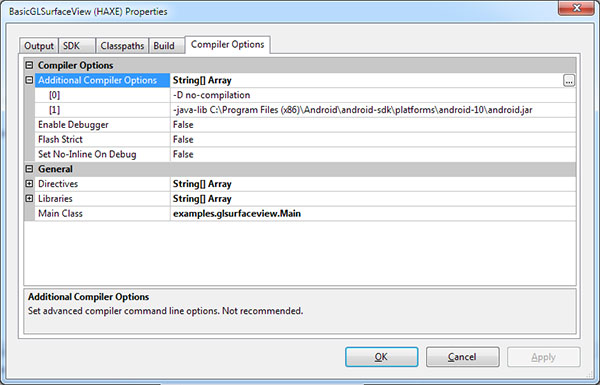 BasicGLSurfaceView (HAXE) Properties
Output SDK Classpaths Build Compiler Options
Compiler Options
Additional Compiler Options String[] Array ...
[0] -D no-compilation
[1] -java-lib C:\Program Files (x86)\Android\android-sdk\platforms\android-10\android.jar
Enable Debugger False
Flash Strict False
Set No-Inline On Debug False
General
Directives String[] Array
Libraries String[] Array
Main Class examples.glsurfaceview.Main
Additional Compiler Options
Set advanced compiler command line options. Not recommended.
OK Cancel Apply